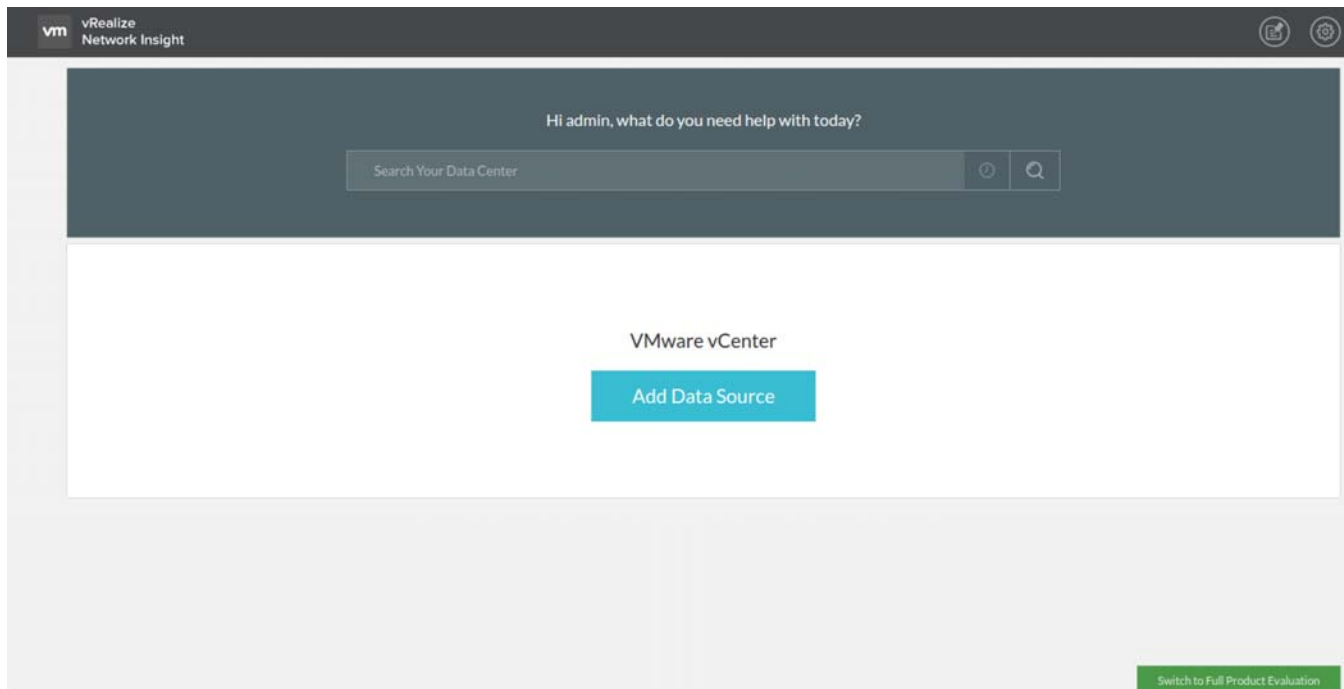 vm
vRealize
Network Insight
Hi admin, what do you need help with today?
Search Your Data Center
VMware vCenter
Add Data Source
Switch to Full Product Evaluation